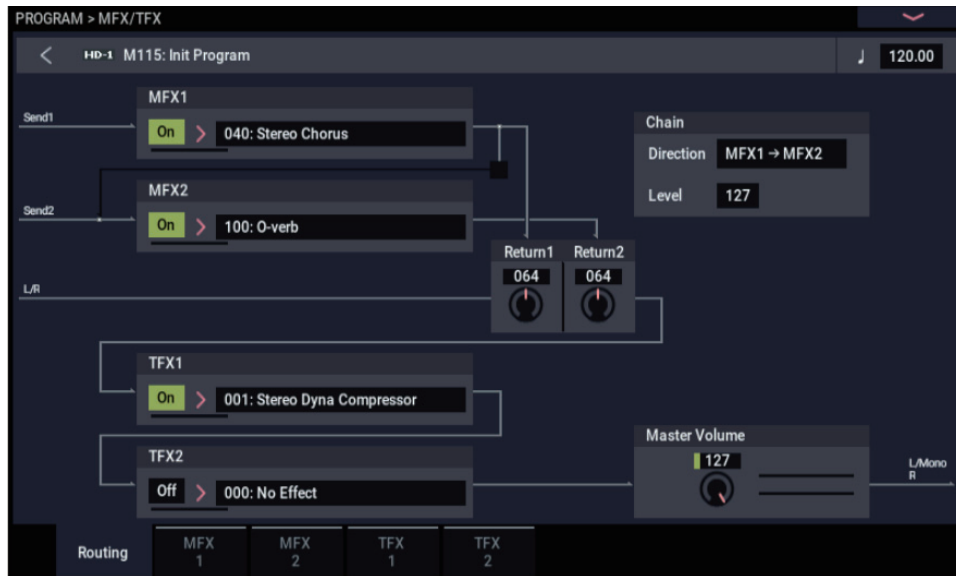 PROGRAM > MFX/TFX
< HD-1 M115: Init Program ♩ 120.00
MFX1
Send1
On > 040: Stereo Chorus
Chain
Direction MFX1→MFX2
MFX2
Level 127
Send2
On > 100: O-verb
Return1 Return2
064 064
L/R
TFX1
On > 001: Stereo Dyna Compressor
Master Volume
TFX2
127
L/Mono
R
Off > 000: No Effect
Routing
MFX
1
MFX
2
TFX
1
TFX
2